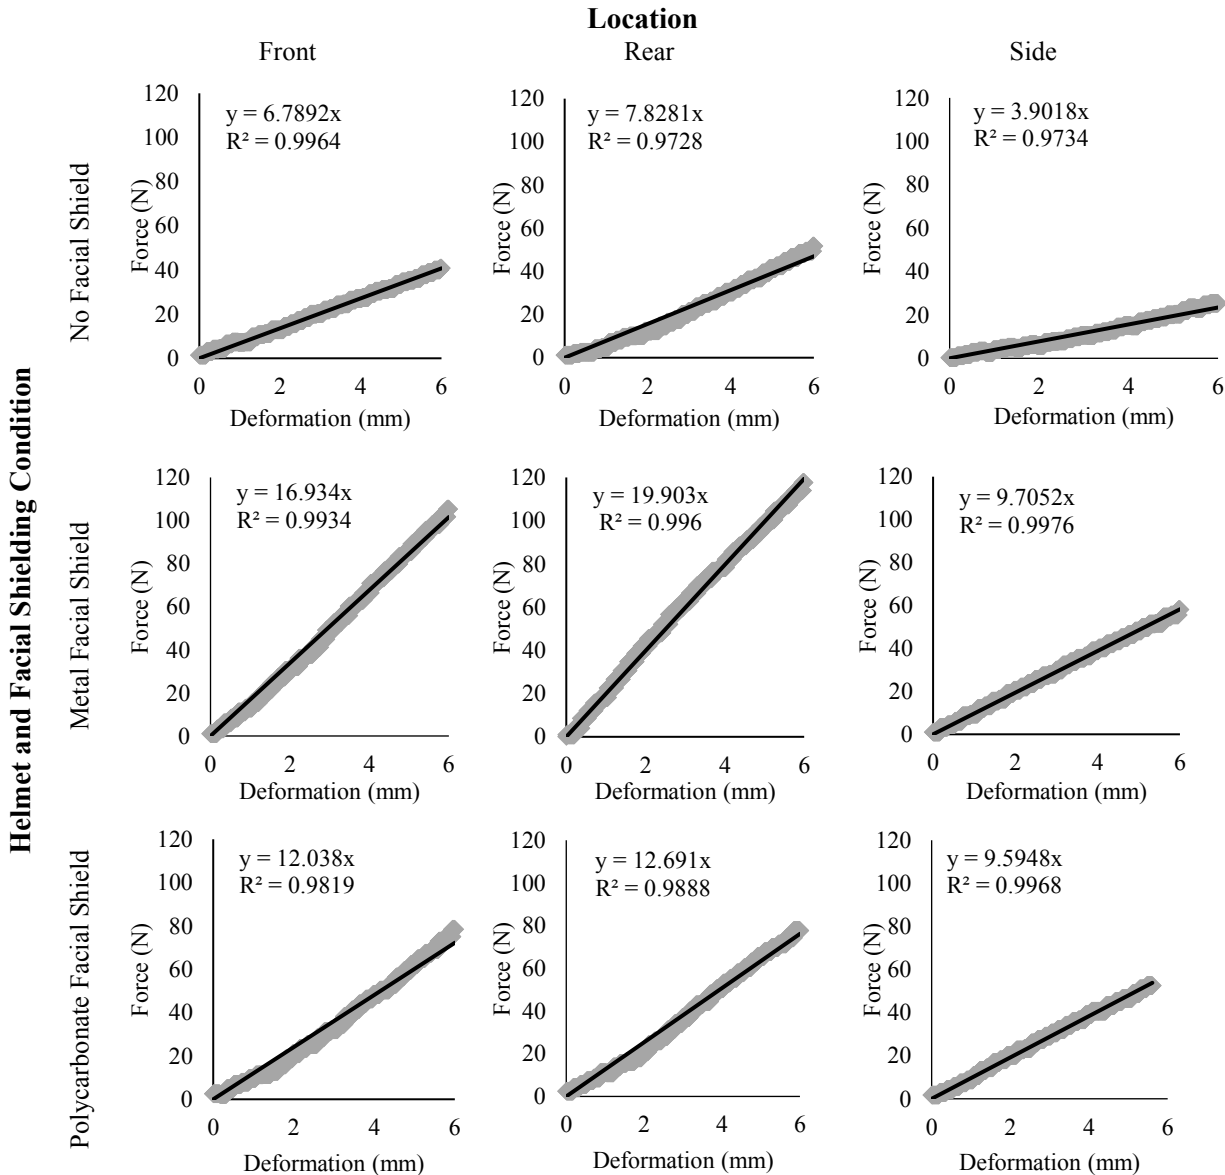 Location
Front
Rear
Side
Helmet and Facial Shielding Condition
No Facial Shield
120
100
80
60
40
20
0
Force (N)
y = 6.7892x
R² = 0.9964
0 2 4 6
Deformation (mm)
120
100
80
60
40
20
0
Force (N)
y = 7.8281x
R² = 0.9728
0 2 4 6
Deformation (mm)
120
100
80
60
40
20
0
Force (N)
y = 3.9018x
R² = 0.9734
0 2 4 6
Deformation (mm)
Metal Facial Shield
120
100
80
60
40
20
0
Force (N)
y = 16.934x
R² = 0.9934
0 2 4 6
Deformation (mm)
120
100
80
60
40
20
0
Force (N)
y = 19.903x
R² = 0.996
0 2 4 6
Deformation (mm)
120
100
80
60
40
20
0
Force (N)
y = 9.7052x
R² = 0.9976
0 2 4 6
Deformation (mm)
Polycarbonate Facial Shield
120
100
80
60
40
20
0
Force (N)
y = 12.038x
R² = 0.9819
0 2 4 6
Deformation (mm)
120
100
80
60
40
20
0
Force (N)
y = 12.691x
R² = 0.9888
0 2 4 6
Deformation (mm)
120
100
80
60
40
20
0
Force (N)
y = 9.5948x
R² = 0.9968
0 2 4 6
Deformation (mm)